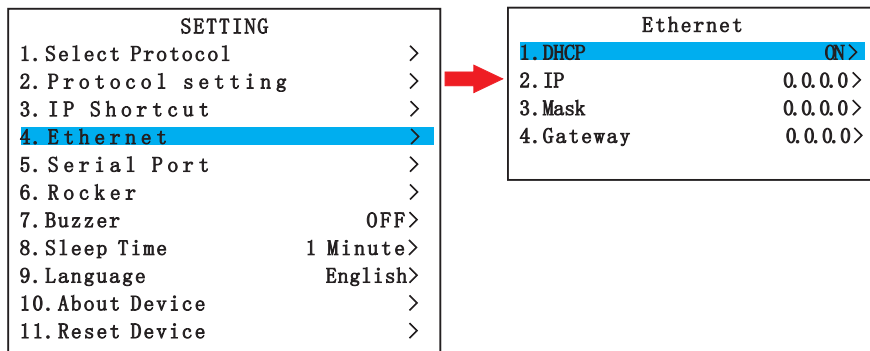 SETTING
1. Select Protocol >
2. Protocol setting >
3. IP Shortcut >
4. Ethernet >
5. Serial Port >
6. Rocker >
7. Buzzer OFF>
8. Sleep Time 1 Minute>
9. Language English>
10. About Device >
11. Reset Device >
Ethernet
1. DHCP ON>
2. IP 0.0.0.0>
3. Mask 0.0.0.0>
4. Gateway 0.0.0.0>